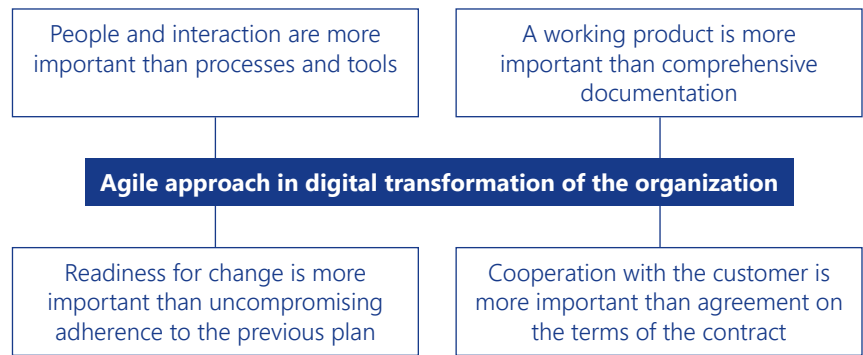 People and interaction are more
important than processes and tools
A working product is more
important than comprehensive
documentation
Agile approach in digital transformation of the organization
Readiness for change is more
important than uncompromising
adherence to the previous plan
Cooperation with the customer is
more important than agreement on
the terms of the contract